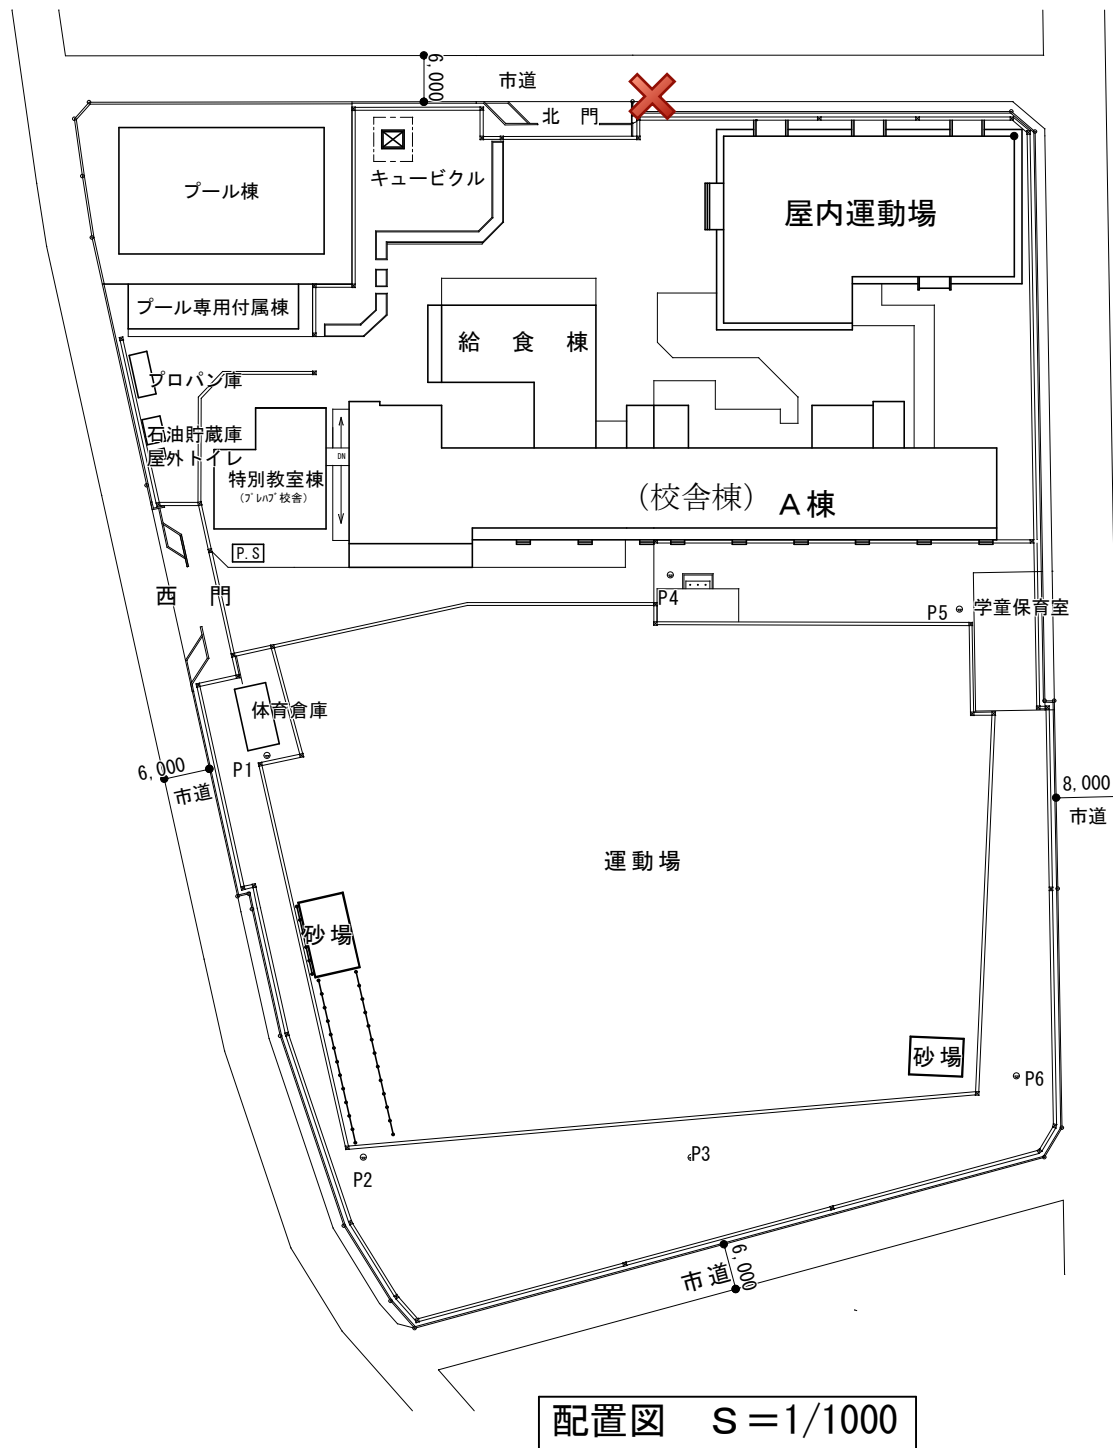 6,000
市道
北 門
キュービクル
プール棟
屋内運動場
プール専用付属棟
給 食 棟
プロパン庫
石油貯蔵庫
屋外トイレ
特別教室棟
(プレハブ校舎)
DN
(校舎棟) A棟
P.S
西 門
P4
P5
学童保育室
体育倉庫
P1
6,000
市道
8,000
市道
運動場
砂場
砂場
P6
P2
P3
6,000
市道
配置図 S=1/1000